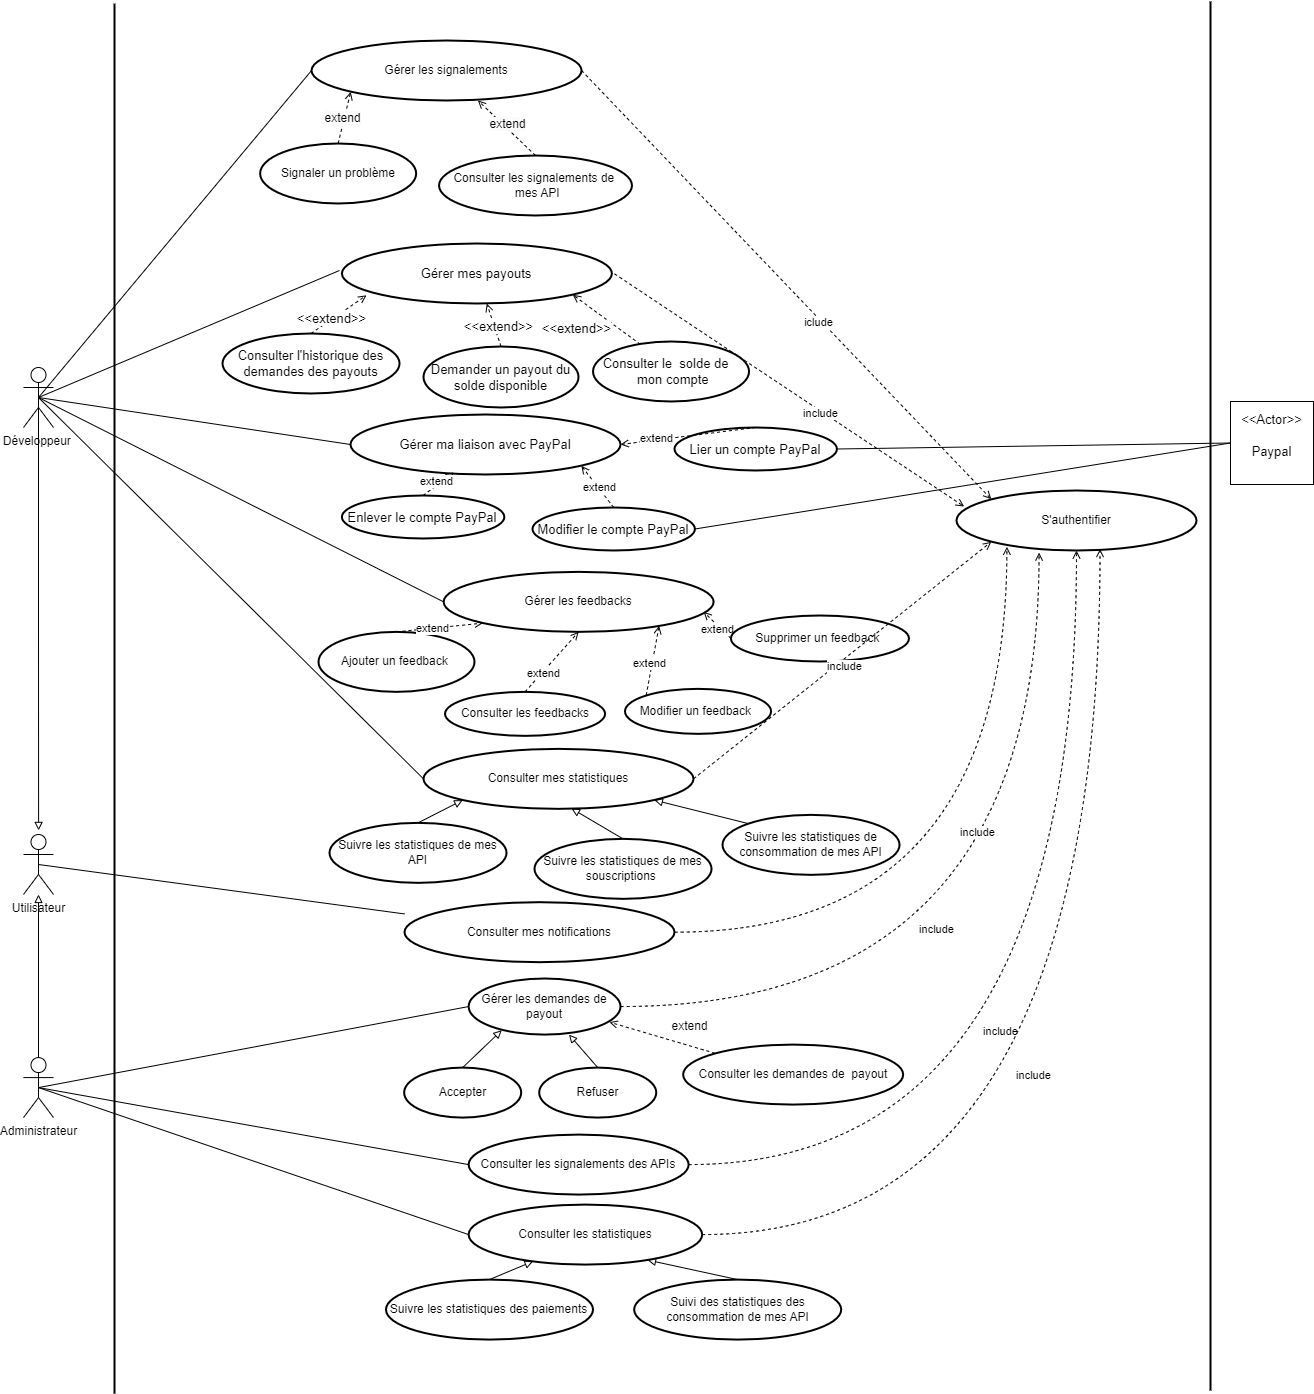 Gérer les signalements
extend
extend
Signaler un problème
Consulter les signalements de
mes API
Gérer mes payouts
<<extend>>
<<extend>>
<<extend>>
iclude
Consulter l'historique des
demandes des payouts
Demander un payout du
solde disponible
Consulter le solde de
mon compte
include
Développeur
Gérer ma liaison avec PayPal
extend
Lier un compte PayPal
<<Actor>>
Paypal
extend
extend
Enlever le compte PayPal
Modifier le compte PayPal
S'authentifier
Gérer les feedbacks
extend
extend
Supprimer un feedback
Ajouter un feedback
extend
extend
include
Consulter les feedbacks
Modifier un feedback
Consulter mes statistiques
Suivre les statistiques de mes
API
Suivre les statistiques de mes
souscriptions
Suivre les statistiques de
consommation de mes API
include
Utilisateur
Consulter mes notifications
include
Gérer les demandes de
payout
extend
include
Consulter les demandes de payout
include
Accepter
Refuser
Administrateur
Consulter les signalements des APIs
Consulter les statistiques
Suivre les statistiques des paiements
Suivi des statistiques des
consommation de mes API